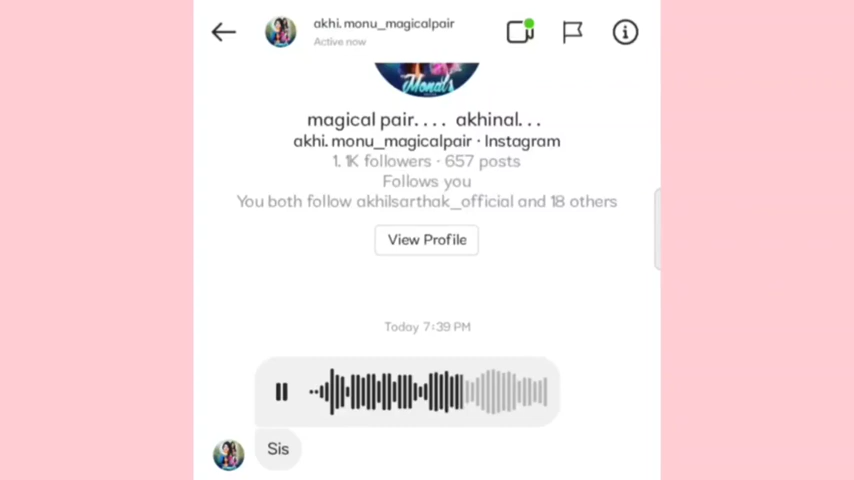 akhi.monu_magicalpair
Active now
Monal's
magical pair.... akhinal...
akhi.monu_magicalpair · Instagram
1.1K followers · 657 posts
Follows you
You both follow akhilsarthak_official and 18 others
View Profile
Today 7:39 PM
Sis